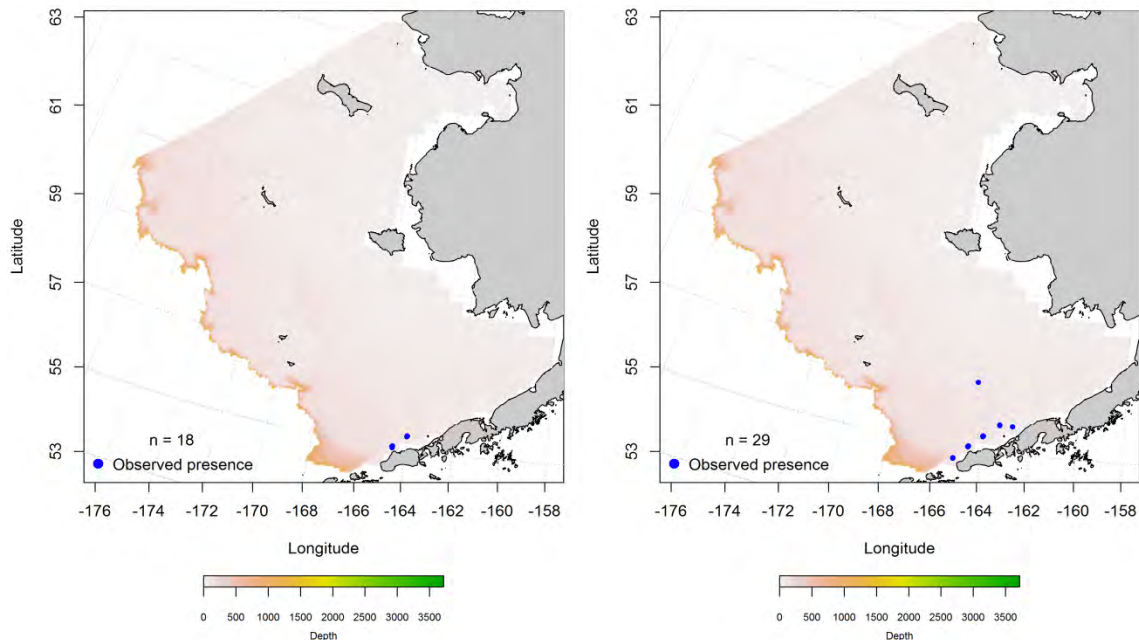 63
61
59
57
55
53
Latitude
n = 18
Observed presence
-176 -174 -172 -170 -168 -166 -164 -162 -160 -158
Longitude
0 500 1000 1500 2000 2500 3000 3500
Depth
63
61
59
57
55
53
Latitude
n = 29
Observed presence
-176 -174 -172 -170 -168 -166 -164 -162 -160 -158
Longitude
0 500 1000 1500 2000 2500 3000 3500
Depth